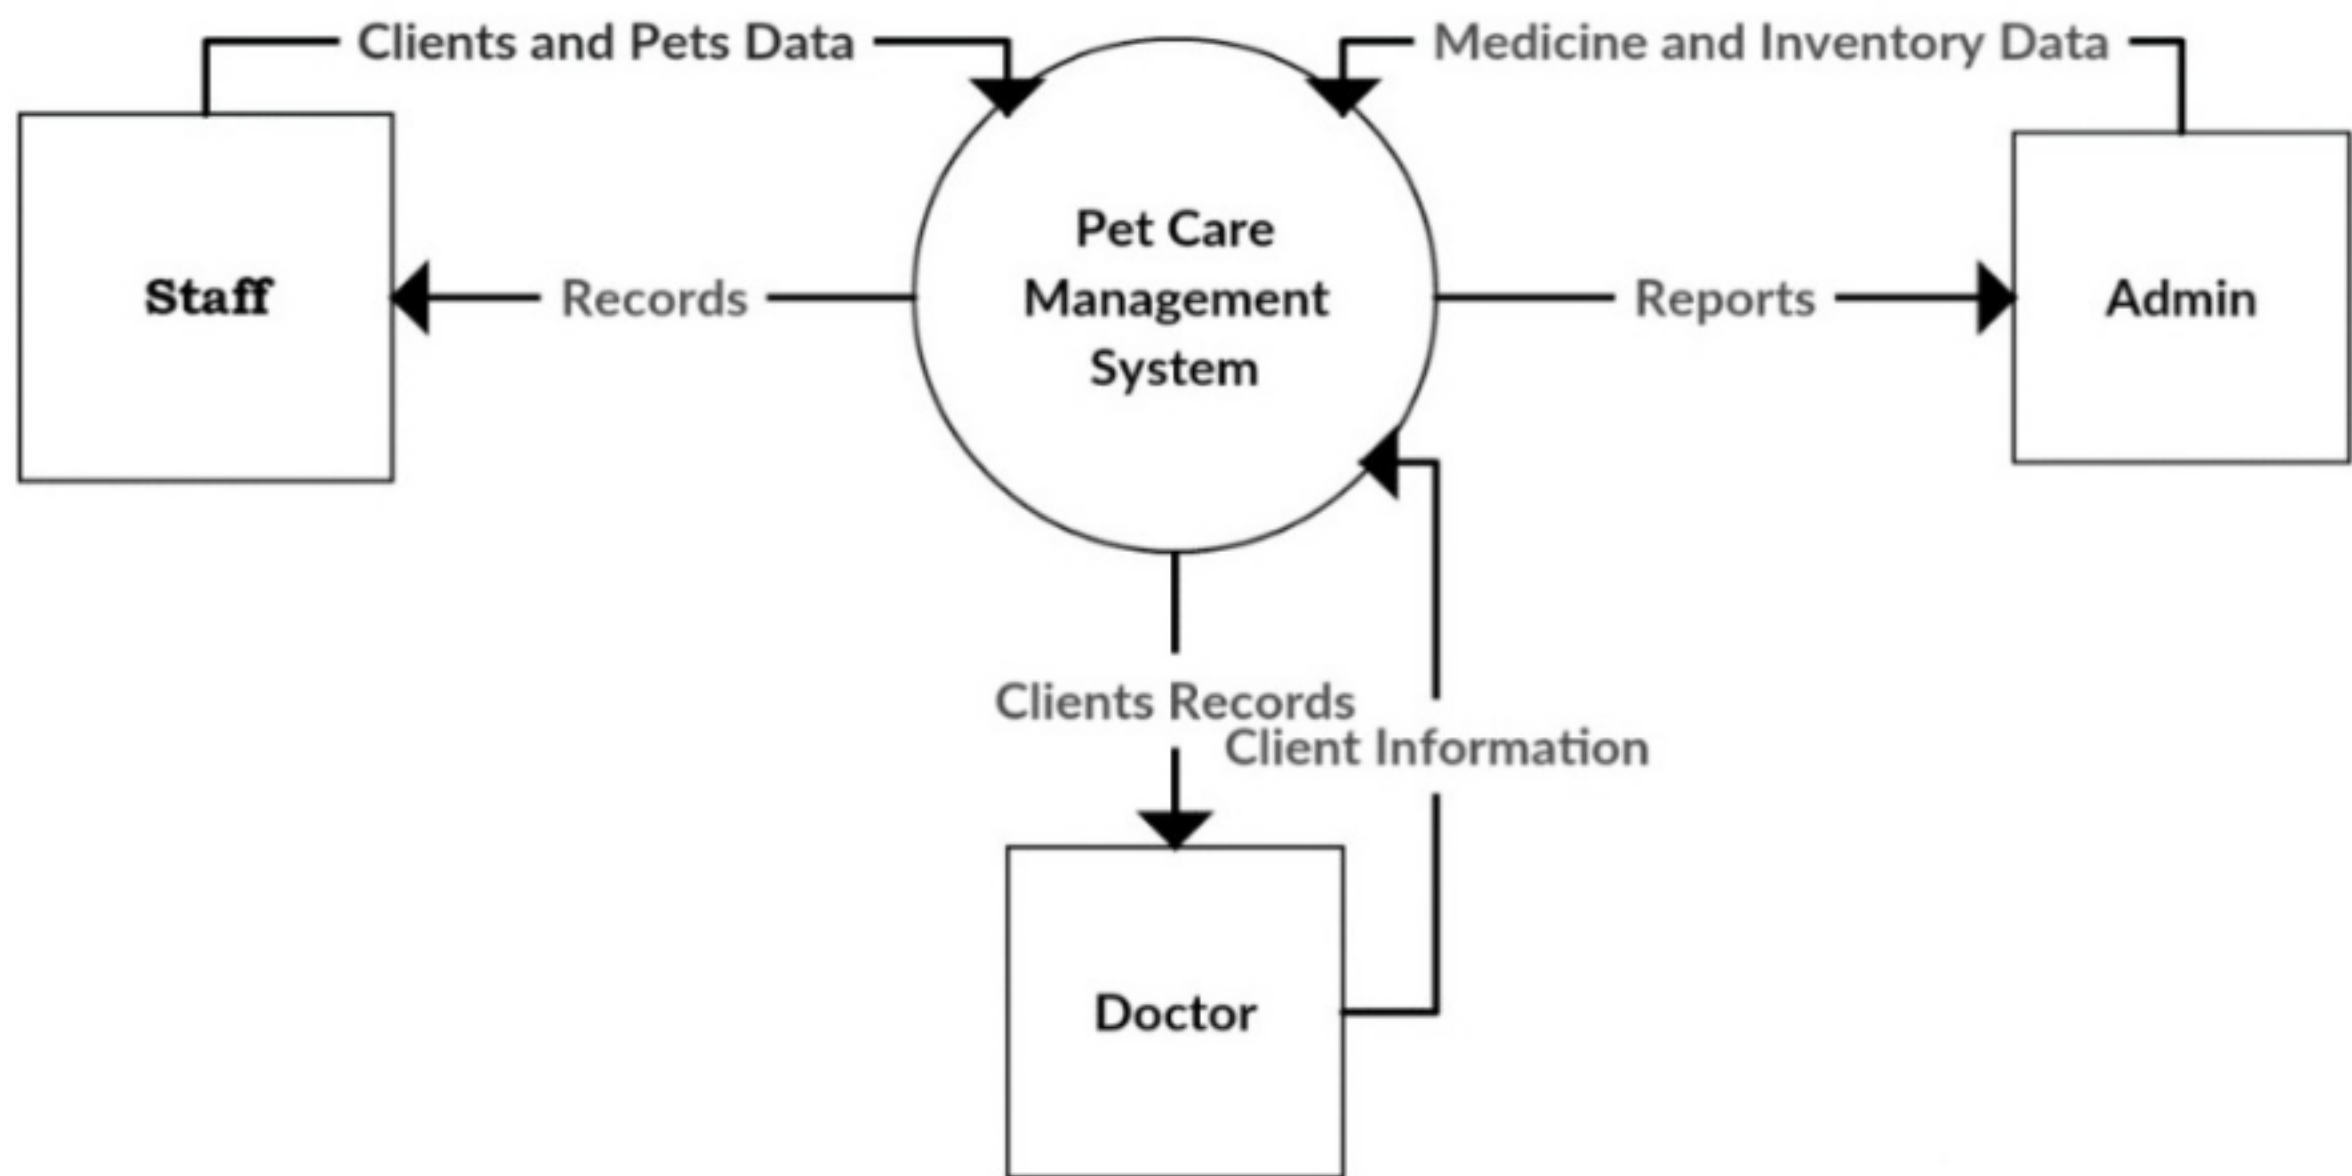 Clients and Pets Data
Medicine and Inventory Data
Pet Care
Management
System
Staff
Records
Reports
Admin
Clients Records
Client Information
Doctor